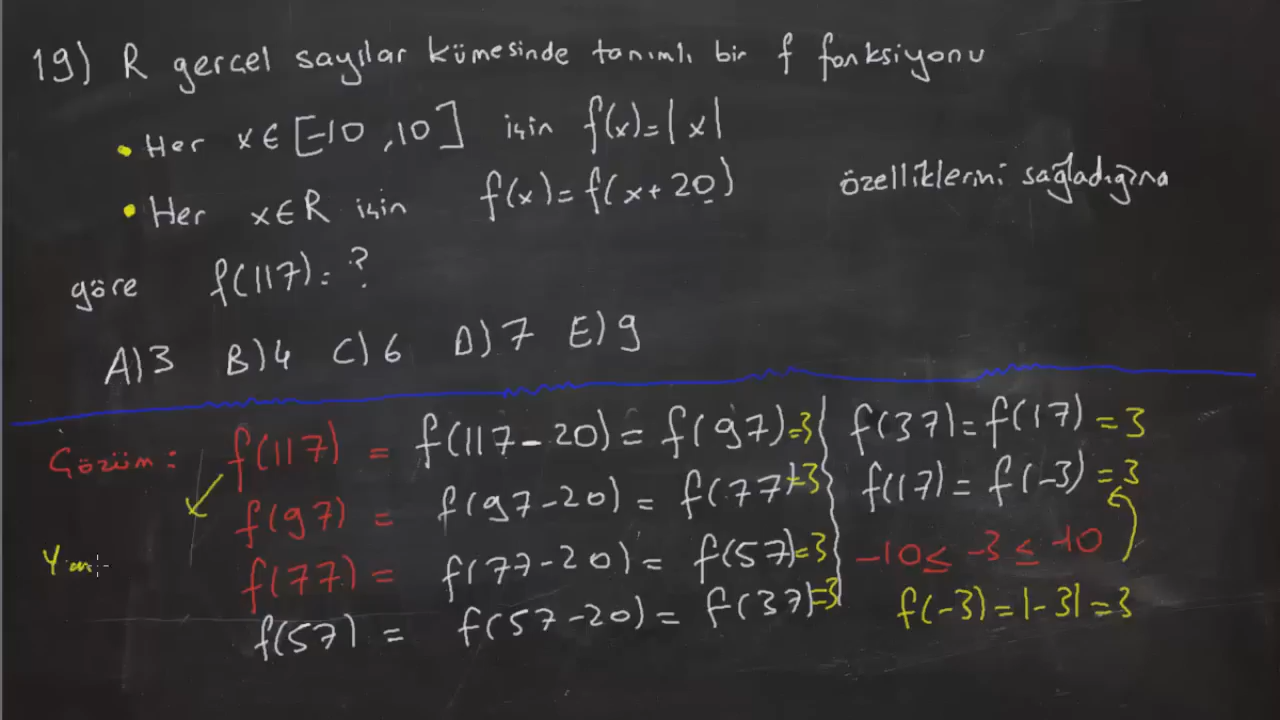 19) R gerçel sayılar kümesinde tanımlı bir f fonksiyonu
• Her x∈[-10,10] için f(x)=|x|
• Her x∈R için f(x)=f(x+20) özelliklerini sağladığına
göre f(117)=?
A)3 B)4 C)6 D)7 E)9
Çözüm: f(117) = f(117-20)=f(97)=3
f(97) = f(97-20)=f(77)=3
f(77)= f(77-20)=f(57)=3
f(57) = f(57-20)=f(37)=3
f(37)=f(17)=3
f(17)=f(-3)=3
-10≤-3≤-10
f(-3)=|-3|=3
Yan